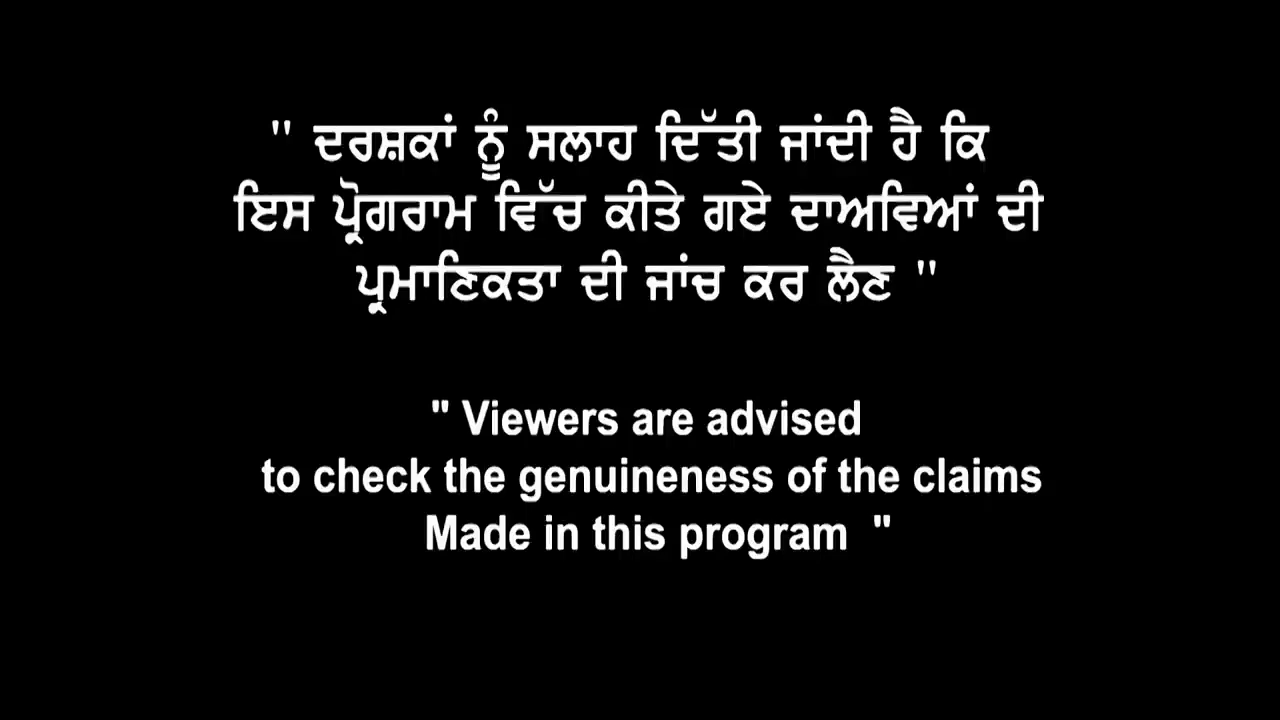 " ਦਰਸ਼ਕਾਂ ਨੂੰ ਸਲਾਹ ਦਿੱਤੀ ਜਾਂਦੀ ਹੈ ਕਿ
ਇਸ ਪ੍ਰੋਗਰਾਮ ਵਿੱਚ ਕੀਤੇ ਗਏ ਦਾਅਵਿਆਂ ਦੀ
ਪ੍ਰਮਾਣਿਕਤਾ ਦੀ ਜਾਂਚ ਕਰ ਲੈਣ "
" Viewers are advised
to check the genuineness of the claims
Made in this program "